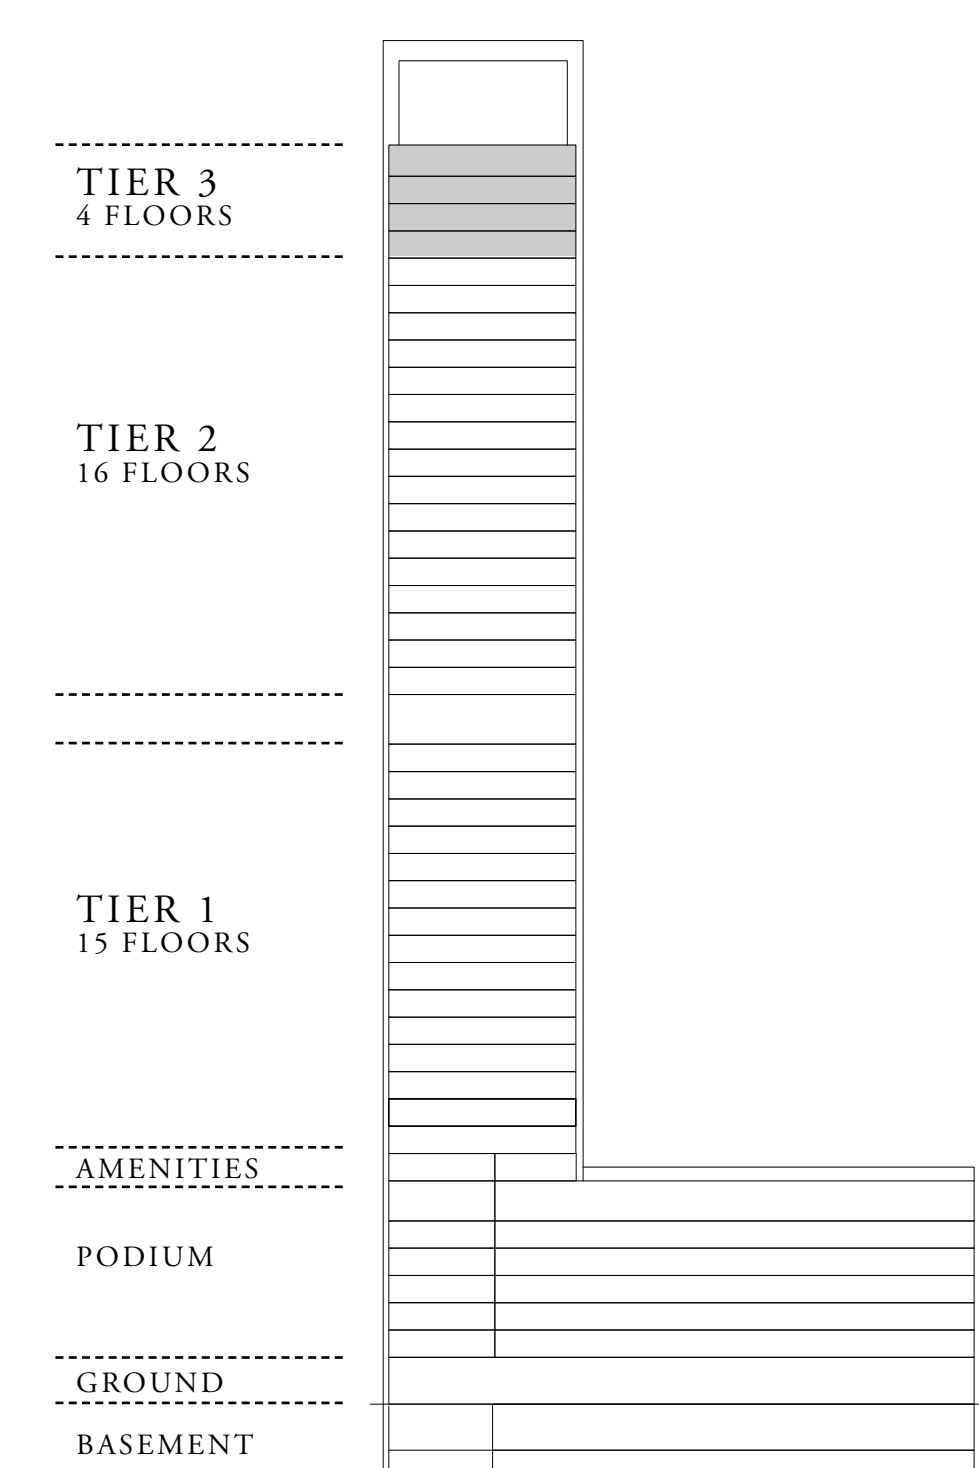 TIER 3
4 FLOORS
TIER 2
16 FLOORS
TIER 1
15 FLOORS
AMENITIES
PODIUM
GROUND
BASEMENT